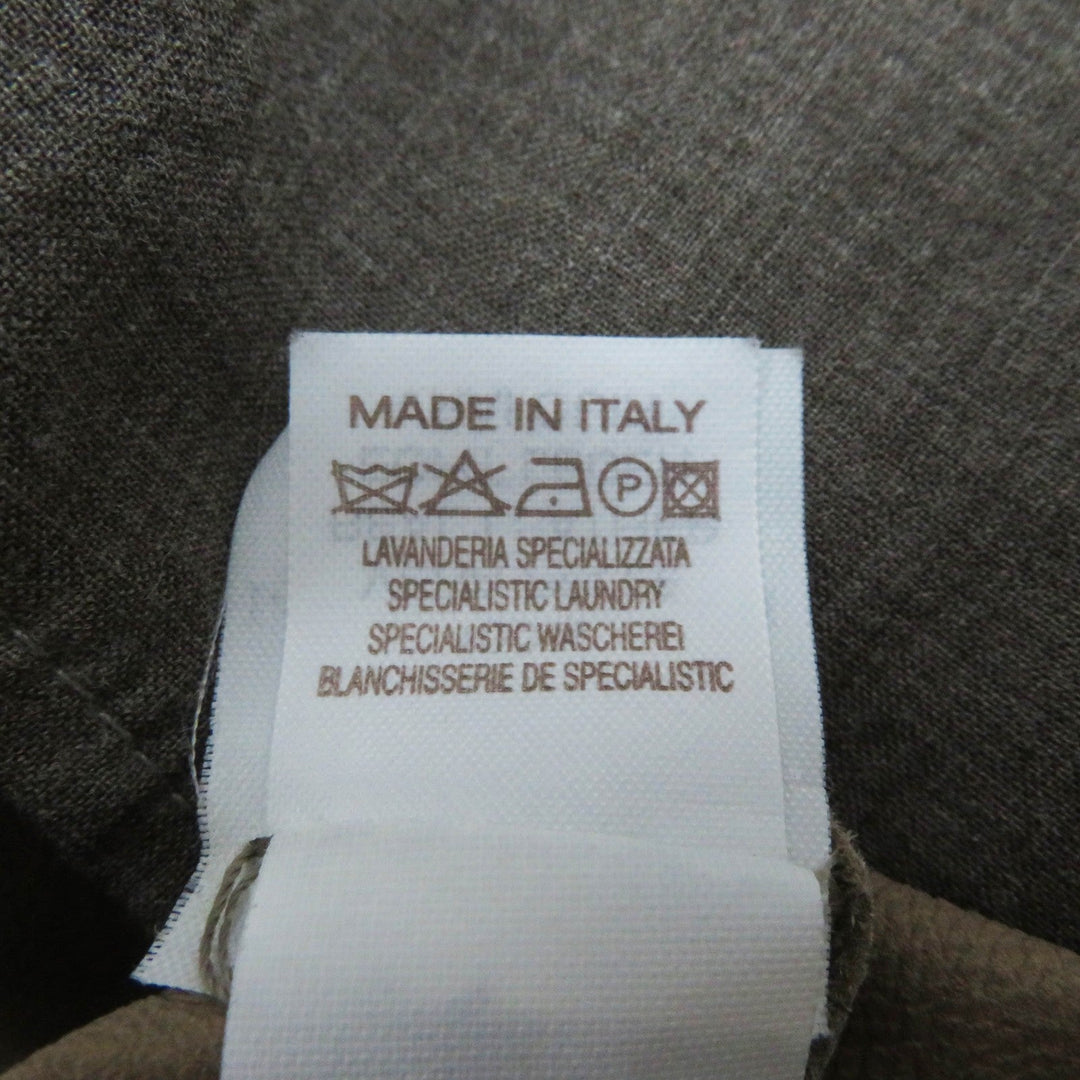 MADE IN ITALY
P
LAVANDERIA SPECIALIZZATA
SPECIALISTIC LAUNDRY
SPECIALISTIC WASCHEREI
BLANCHISSERIE DE SPECIALISTIC